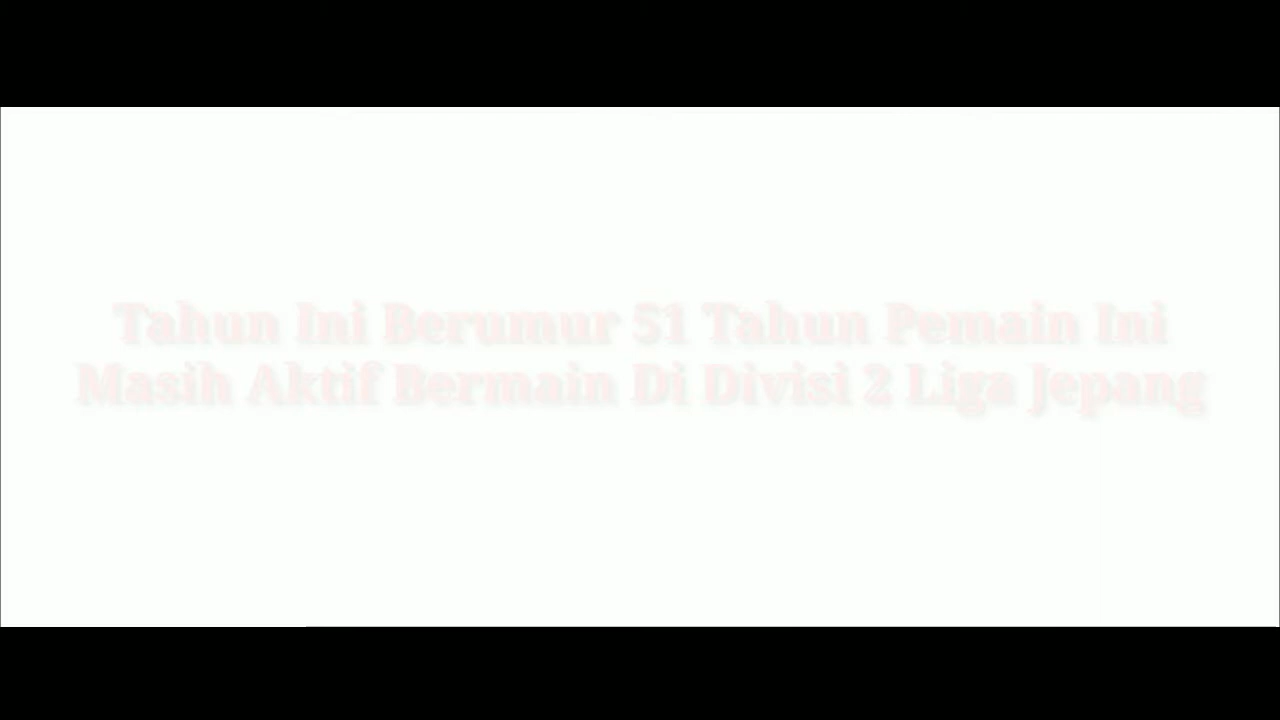 Tahun Ini Berumur 51 Tahun Pemain Ini
Masih Aktif Bermain Di Divisi 2 Liga Jepang